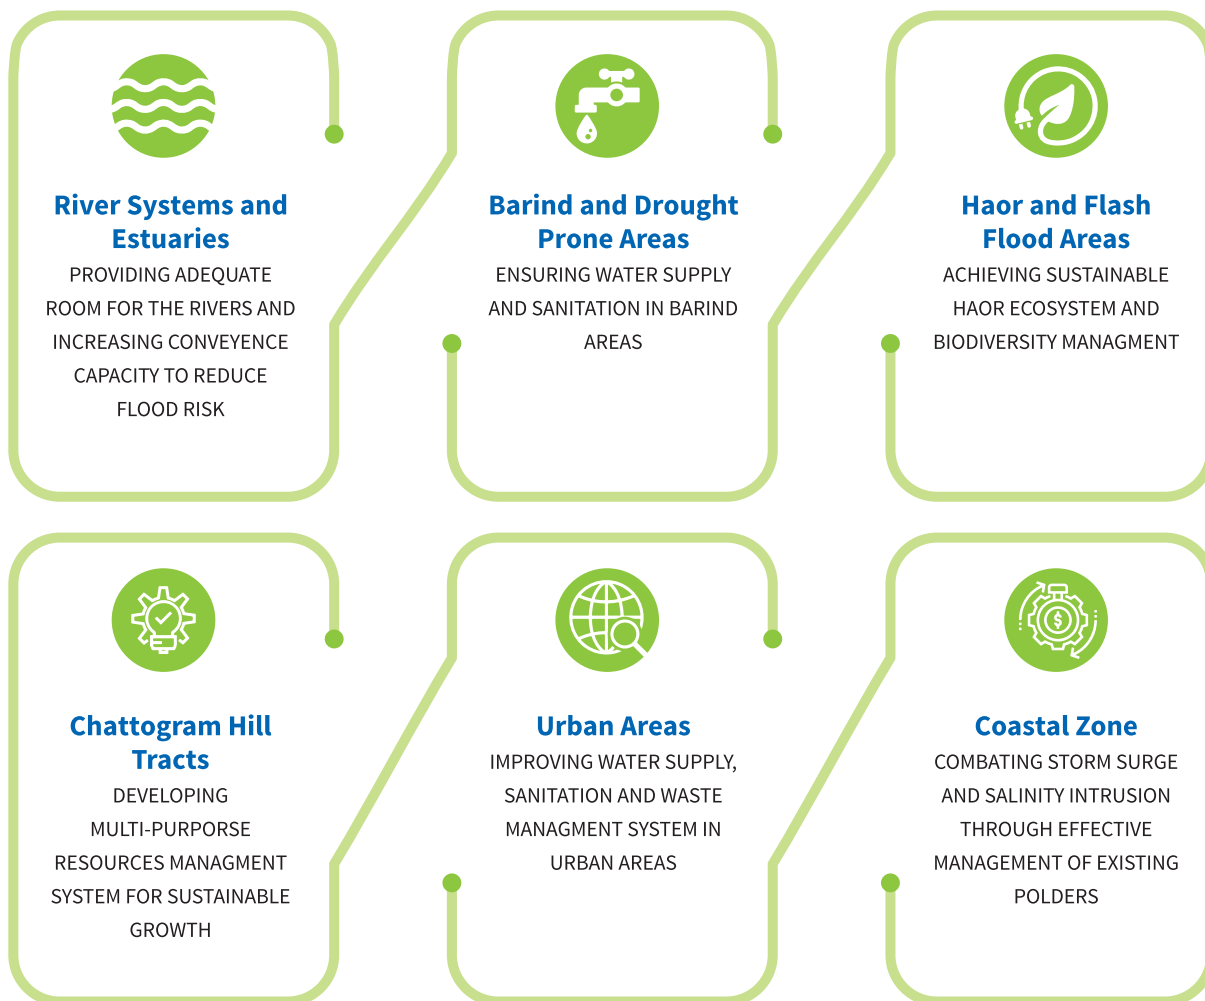 River Systems and
Estuaries
PROVIDING ADEQUATE
ROOM FOR THE RIVERS AND
INCREASING CONVEYENCE
CAPACITY TO REDUCE
FLOOD RISK
Barind and Drought
Prone Areas
ENSURING WATER SUPPLY
AND SANITATION IN BARIND
AREAS
Haor and Flash
Flood Areas
ACHIEVING SUSTAINABLE
HAOR ECOSYSTEM AND
BIODIVERSITY MANAGMENT
Chattogram Hill
Tracts
DEVELOPING
MULTI-PURPORSE
RESOURCES MANAGMENT
SYSTEM FOR SUSTAINABLE
GROWTH
Urban Areas
IMPROVING WATER SUPPLY,
SANITATION AND WASTE
MANAGMENT SYSTEM IN
URBAN AREAS
$
Coastal Zone
COMBATING STORM SURGE
AND SALINITY INTRUSION
THROUGH EFFECTIVE
MANAGEMENT OF EXISTING
POLDERS